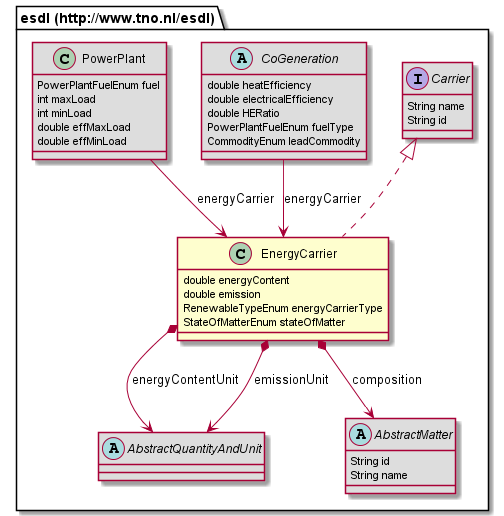 esdl (http://www.tno.nl/esdl)
C PowerPlant
PowerPlantFuelEnum fuel
int maxLoad
int minLoad
double effMaxLoad
double effMinLoad
A CoGeneration
double heatEfficiency
double electricalEfficiency
double HERatio
PowerPlantFuelEnum fuelType
CommodityEnum leadCommodity
I Carrier
String name
String id
energyCarrier
energyCarrier
C EnergyCarrier
double energyContent
double emission
RenewableTypeEnum energyCarrierType
StateOfMatterEnum stateOfMatter
energyContentUnit
emissionUnit
composition
A AbstractQuantityAndUnit
A AbstractMatter
String id
String name